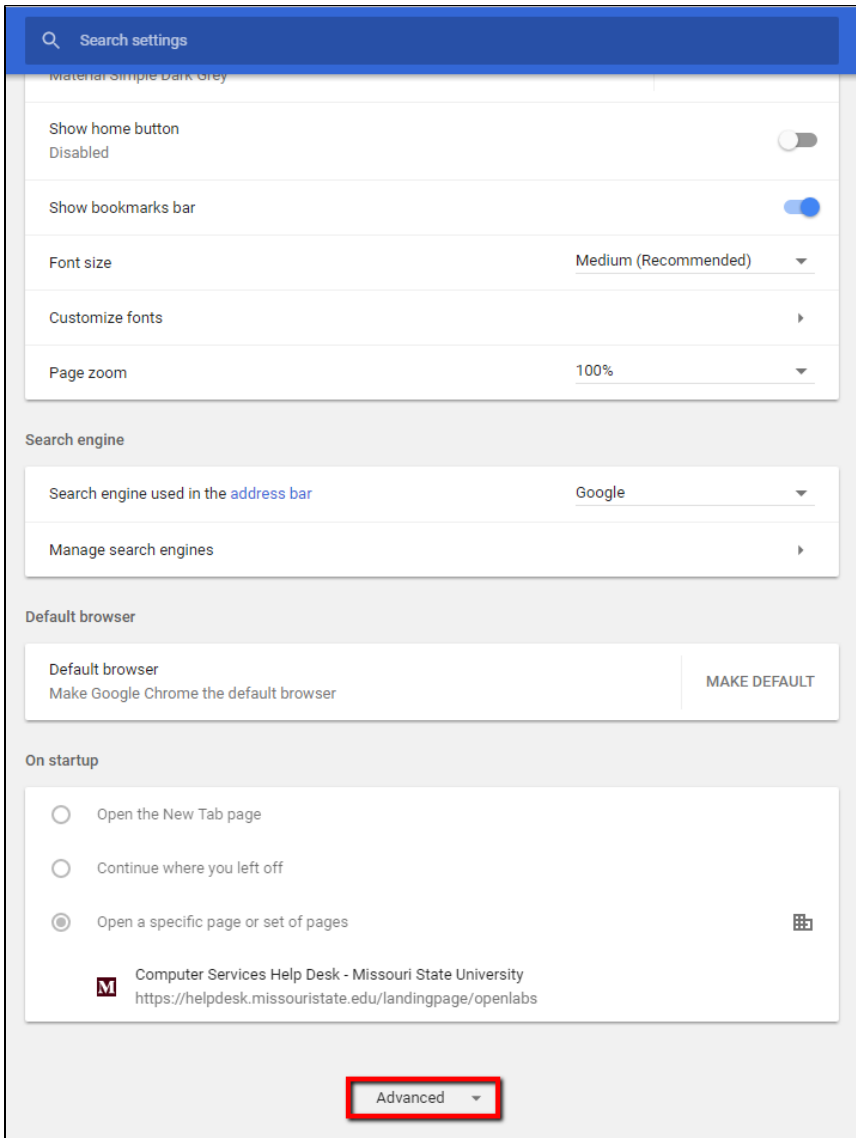 Search settings
Material Simple Dark Grey
Show home button
Disabled
Show bookmarks bar
Font size
Medium (Recommended)
Customize fonts
Page zoom
100%
Search engine
Search engine used in the address bar
Google
Manage search engines
Default browser
Default browser
Make Google Chrome the default browser
MAKE DEFAULT
On startup
Open the New Tab page
Continue where you left off
Open a specific page or set of pages
M
Computer Services Help Desk - Missouri State University
https://helpdesk.missouristate.edu/landingpage/openlabs
Advanced